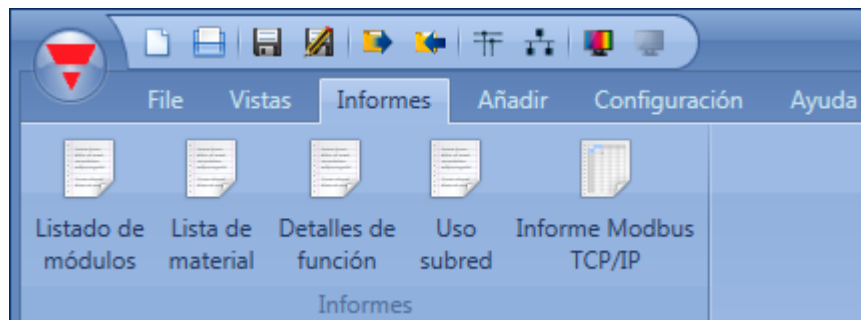 File Vistas Informes Añadir Configuración Ayuda
Listado de módulos
Lista de material
Detalles de función
Uso subred
Informe Modbus TCP/IP
Informes